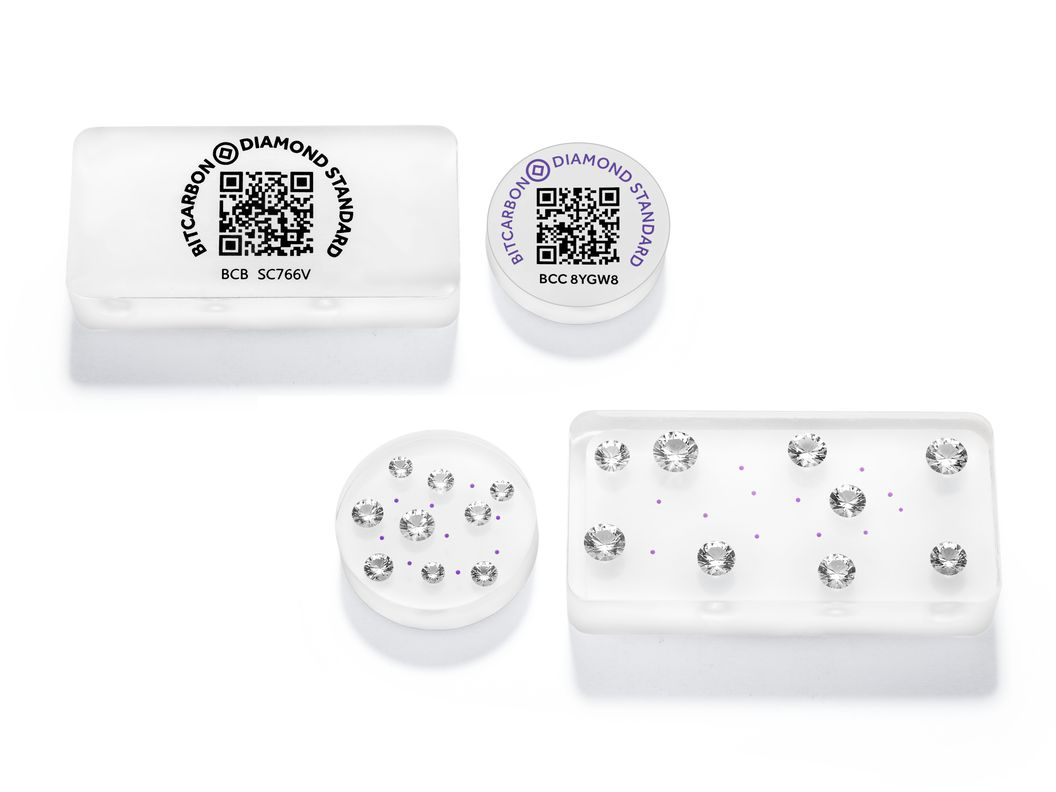 BITCARBON DIAMOND STANDARD
BCB SC766V
BITCARBON DIAMOND STANDARD
BCC 8YGW8